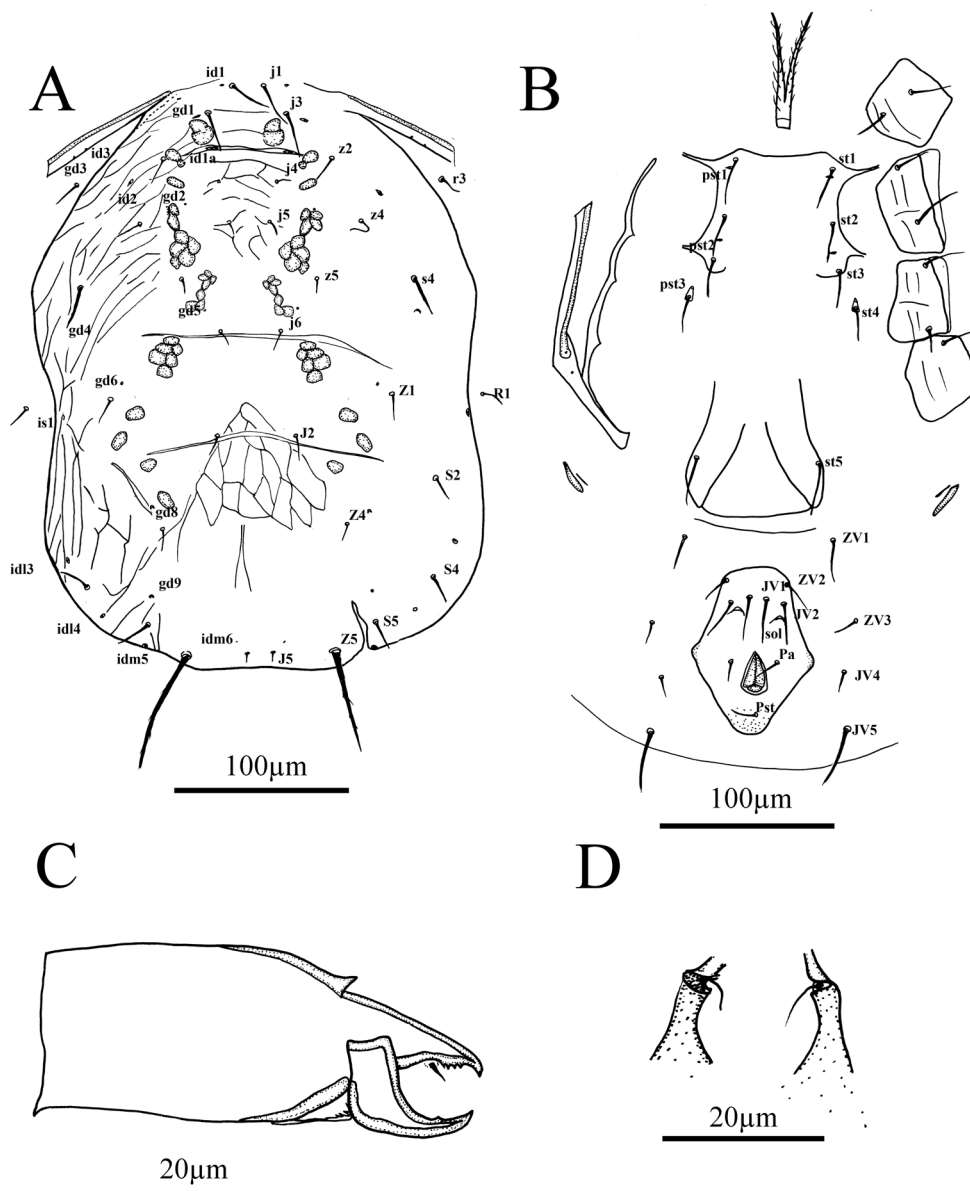 A
id1
j1
gd1
j3
id3
id1a
z2
gd3
j4
r3
id2
gd2
j5
z4
z5
s4
gd5
gd4
j6
gd6
Z1
R1
is1
J2
S2
gd8
Z4
idl3
gd9
S4
idl4
S5
idm6
Z5
idm5
J5
100µm
B
st1
pst1
st2
pst2
st3
pst3
st4
st5
ZV1
JV1
ZV2
JV2
ZV3
sol
Pa
JV4
Pst
JV5
100µm
C
20µm
D
20µm